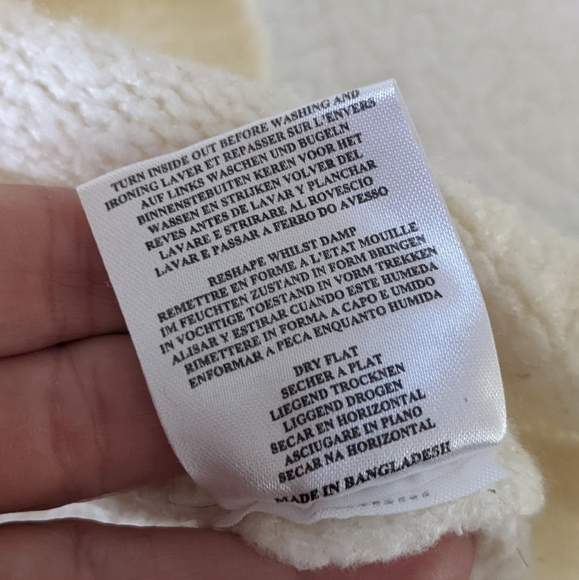 TURN INSIDE OUT BEFORE WASHING AND
IRONING LAVER ET REPASSER SUR L'ENVERS
AUF LINKS WASCHEN UND BUGELN
BINNENSTEBUITEN KEREN VOOR HET
WASSEN EN STRIJKEN VOLVER DEL
REVES ANTES DE LAVAR Y PLANCHAR
LAVARE E STIRARE AL ROVESCIO
LAVAR E PASSAR A FERRO DO AVESSO
RESHAPE WHILST DAMP
REMETTRE EN FORME A L'ETAT MOUILLE
IM FEUCHTEN ZUSTAND IN FORM BRINGEN
IN VOCHTIGE TOESTAND IN VORM TREKKEN
ALISAR Y ESTIRAR CUANDO ESTE HUMEDA
RIMETTERE IN FORMA A CAPO E UMIDO
ENFORMAR A PECA ENQUANTO HUMIDA
DRY FLAT
SECHER A PLAT
LIEGEND TROCKNEN
LIGGEND DROGEN
SECAR EN HORIZONTAL
ASCIUGARE IN PIANO
SECAR NA HORIZONTAL
MADE IN BANGLADESH